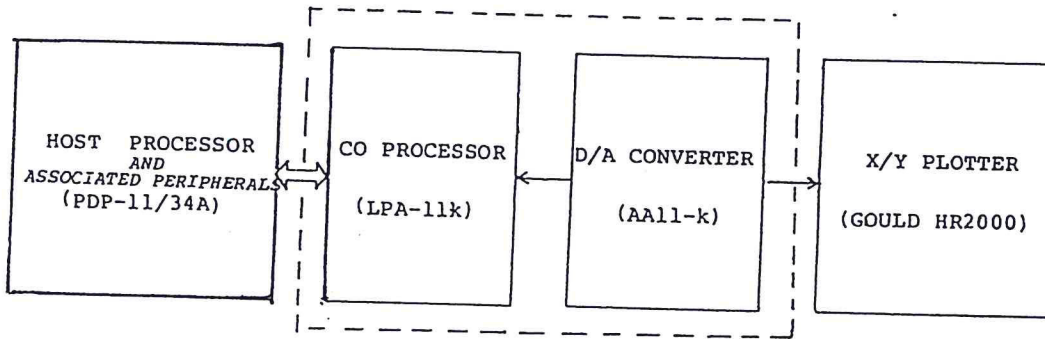 HOST PROCESSOR
AND
ASSOCIATED PERIPHERALS
(PDP-11/34A)
CO PROCESSOR
(LPA-11k)
D/A CONVERTER
(AA11-k)
X/Y PLOTTER
(GOULD HR2000)